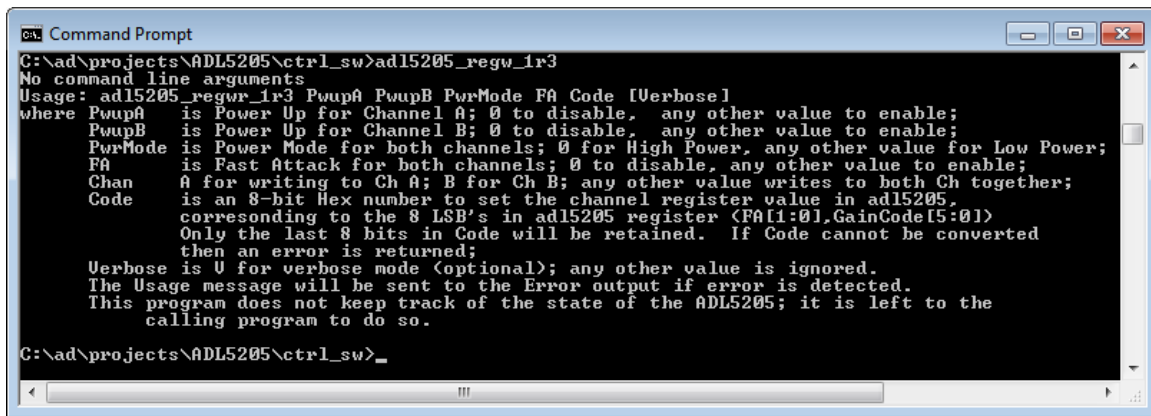 Command Prompt
C:\ad\projects\ADL5205\ctrl_sw>adl5205_regw_1r3
No command line arguments
Usage: adl5205_regwr_1r3 PwupA PwupB PwrMode FA Code [Verbose]
where PwupA is Power Up for Channel A; 0 to disable, any other value to enable;
PwupB is Power Up for Channel B; 0 to disable, any other value to enable;
PwrMode is Power Mode for both channels; 0 for High Power, any other value for Low Power;
FA is Fast Attack for both channels; 0 to disable, any other value to enable;
Chan A for writing to Ch A; B for Ch B; any other value writes to both Ch together;
Code is an 8-bit Hex number to set the channel register value in adl5205,
corresonding to the 8 LSB's in adl5205 register (FA[1:0],GainCode[5:0])
Only the last 8 bits in Code will be retained. If Code cannot be converted
then an error is returned;
Verbose is V for verbose mode (optional); any other value is ignored.
The Usage message will be sent to the Error output if error is detected.
This program does not keep track of the state of the ADL5205; it is left to the
calling program to do so.
C:\ad\projects\ADL5205\ctrl_sw>_